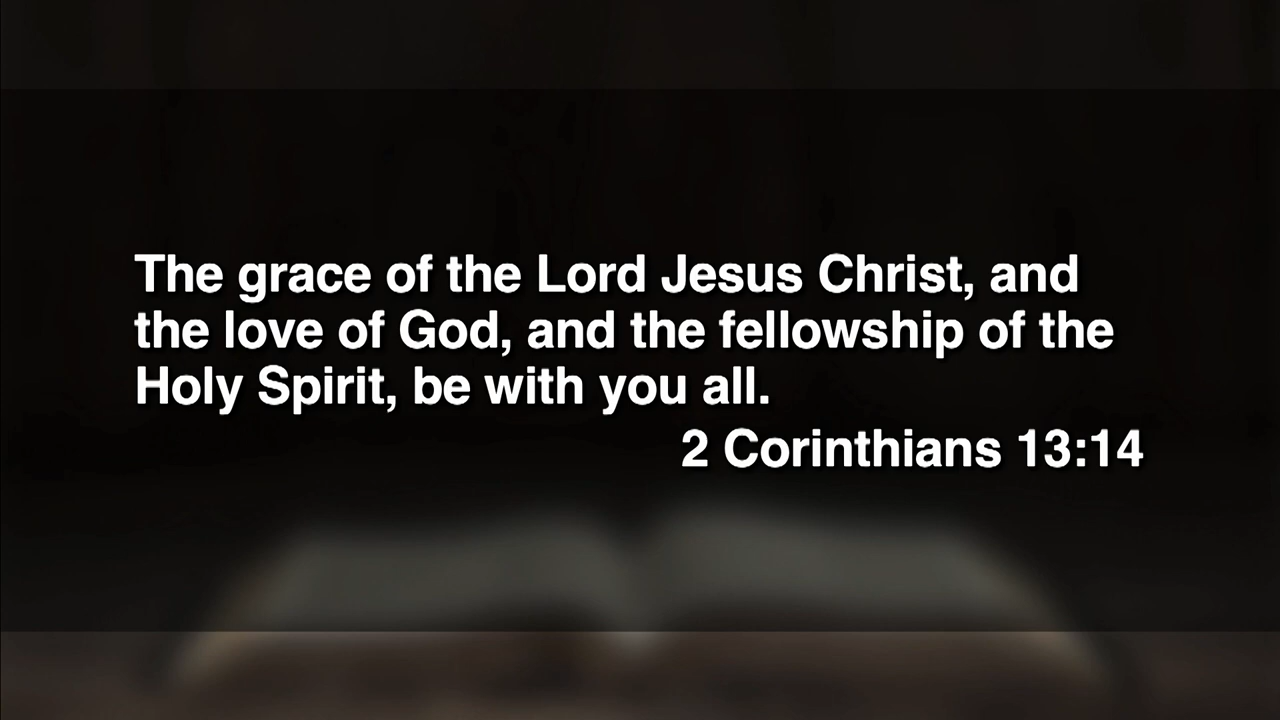 The grace of the Lord Jesus Christ, and
the love of God, and the fellowship of the
Holy Spirit, be with you all.
2 Corinthians 13:14